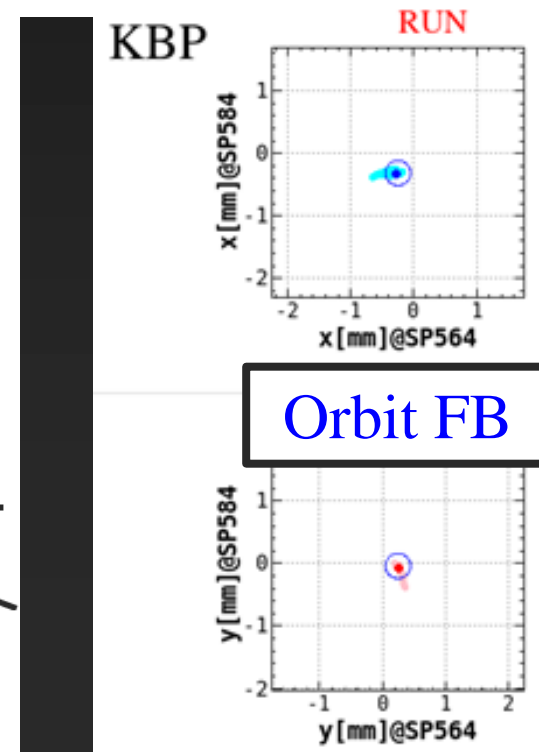 KBP
RUN
x[mm]@SP584
1
0
-1
-2
-2 -1 0 1
x[mm]@SP564
Orbit FB
y[mm]@SP584
1
0
-1
-2
-1 0 1 2
y[mm]@SP564